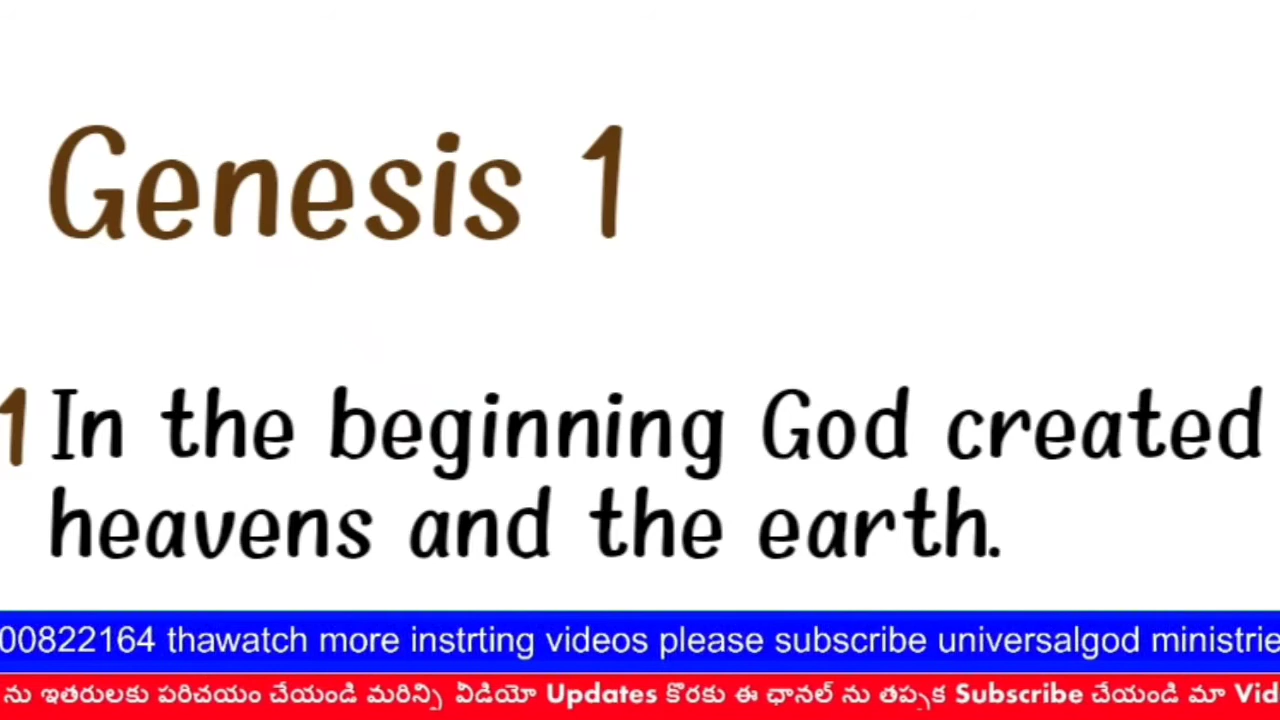 Genesis 1
1 In the beginning God created
heavens and the earth.
00822164 thawatch more instrting videos please subscribe universalgod ministrie
ను ఇతరులకు పరిచయం చేయండి మరిన్ని వీడియో Updates కొరకు ఈ ఛానల్ ను తప్పక Subscribe చేయండి మా Vid